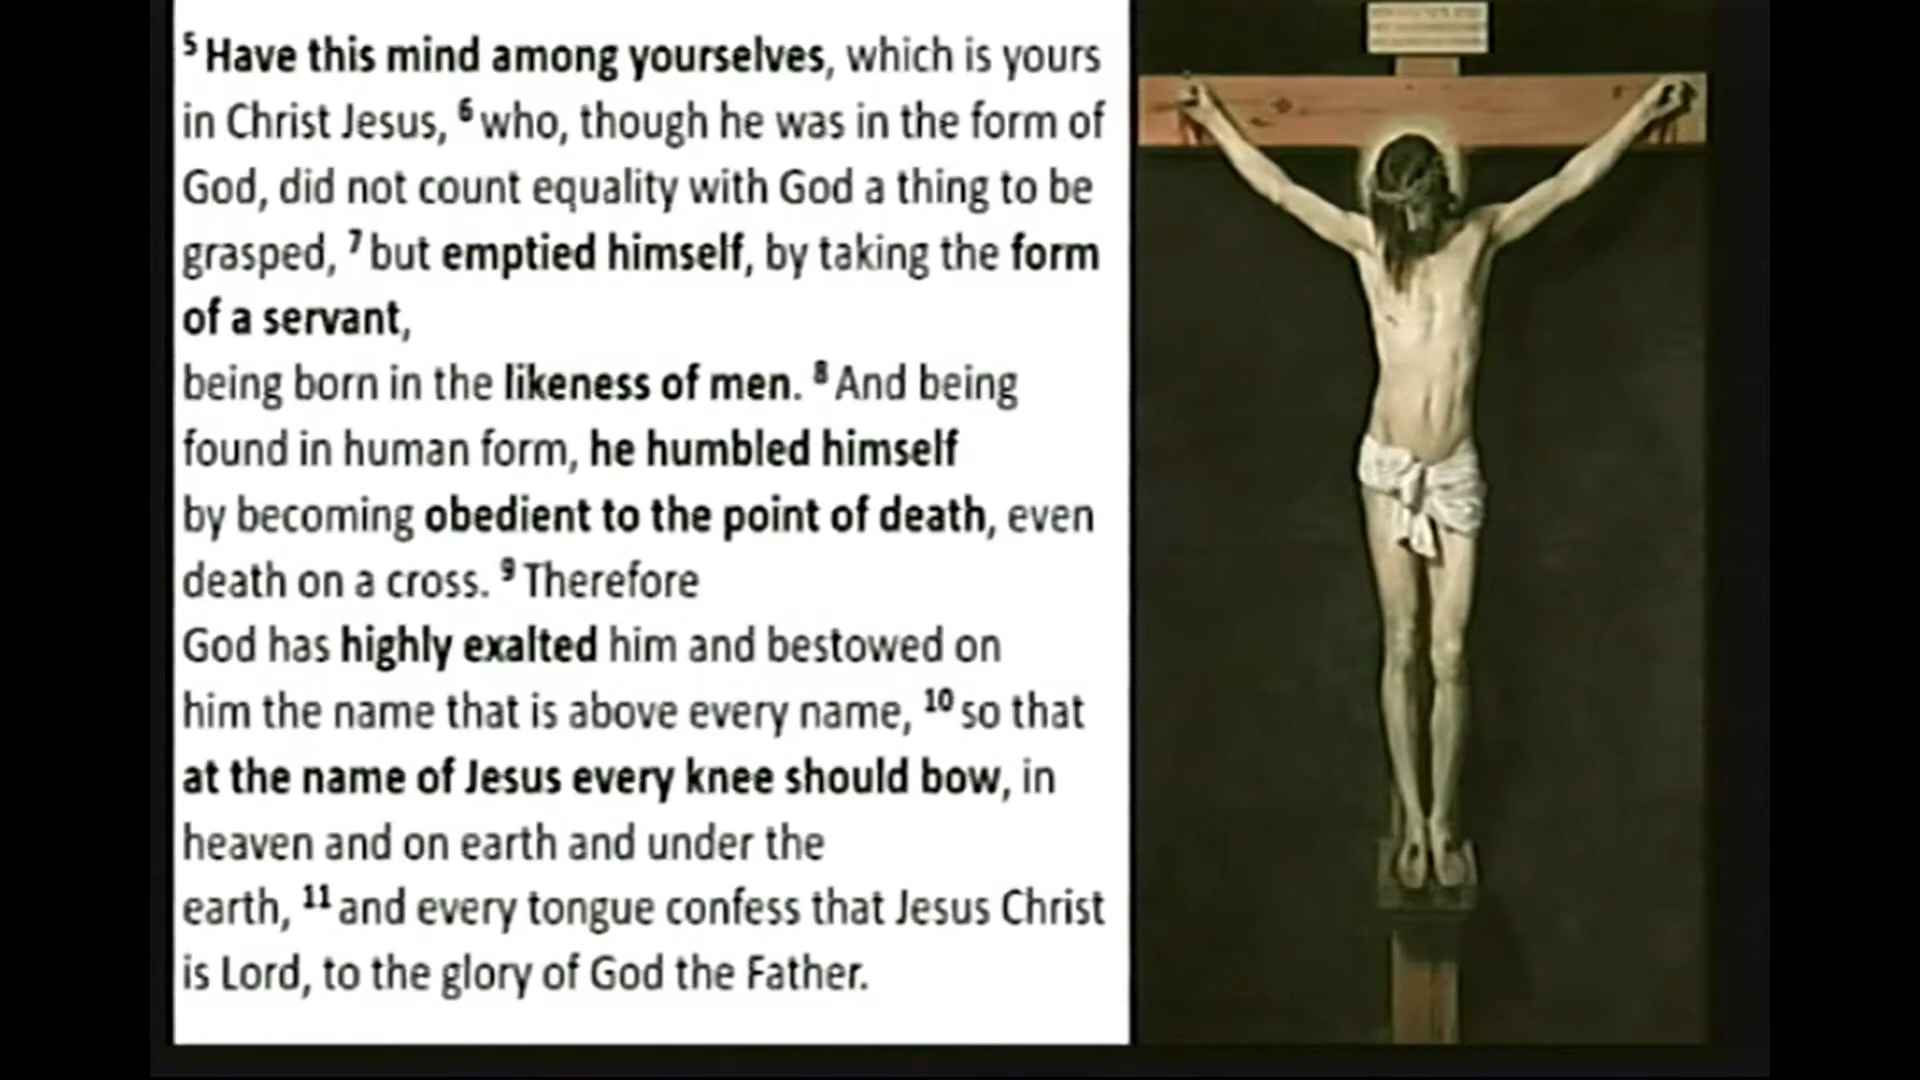 ⁵ Have this mind among yourselves, which is yours
in Christ Jesus, ⁶ who, though he was in the form of
God, did not count equality with God a thing to be
grasped, ⁷ but emptied himself, by taking the form
of a servant,
being born in the likeness of men. ⁸ And being
found in human form, he humbled himself
by becoming obedient to the point of death, even
death on a cross. ⁹ Therefore
God has highly exalted him and bestowed on
him the name that is above every name, ¹⁰ so that
at the name of Jesus every knee should bow, in
heaven and on earth and under the
earth, ¹¹ and every tongue confess that Jesus Christ
is Lord, to the glory of God the Father.